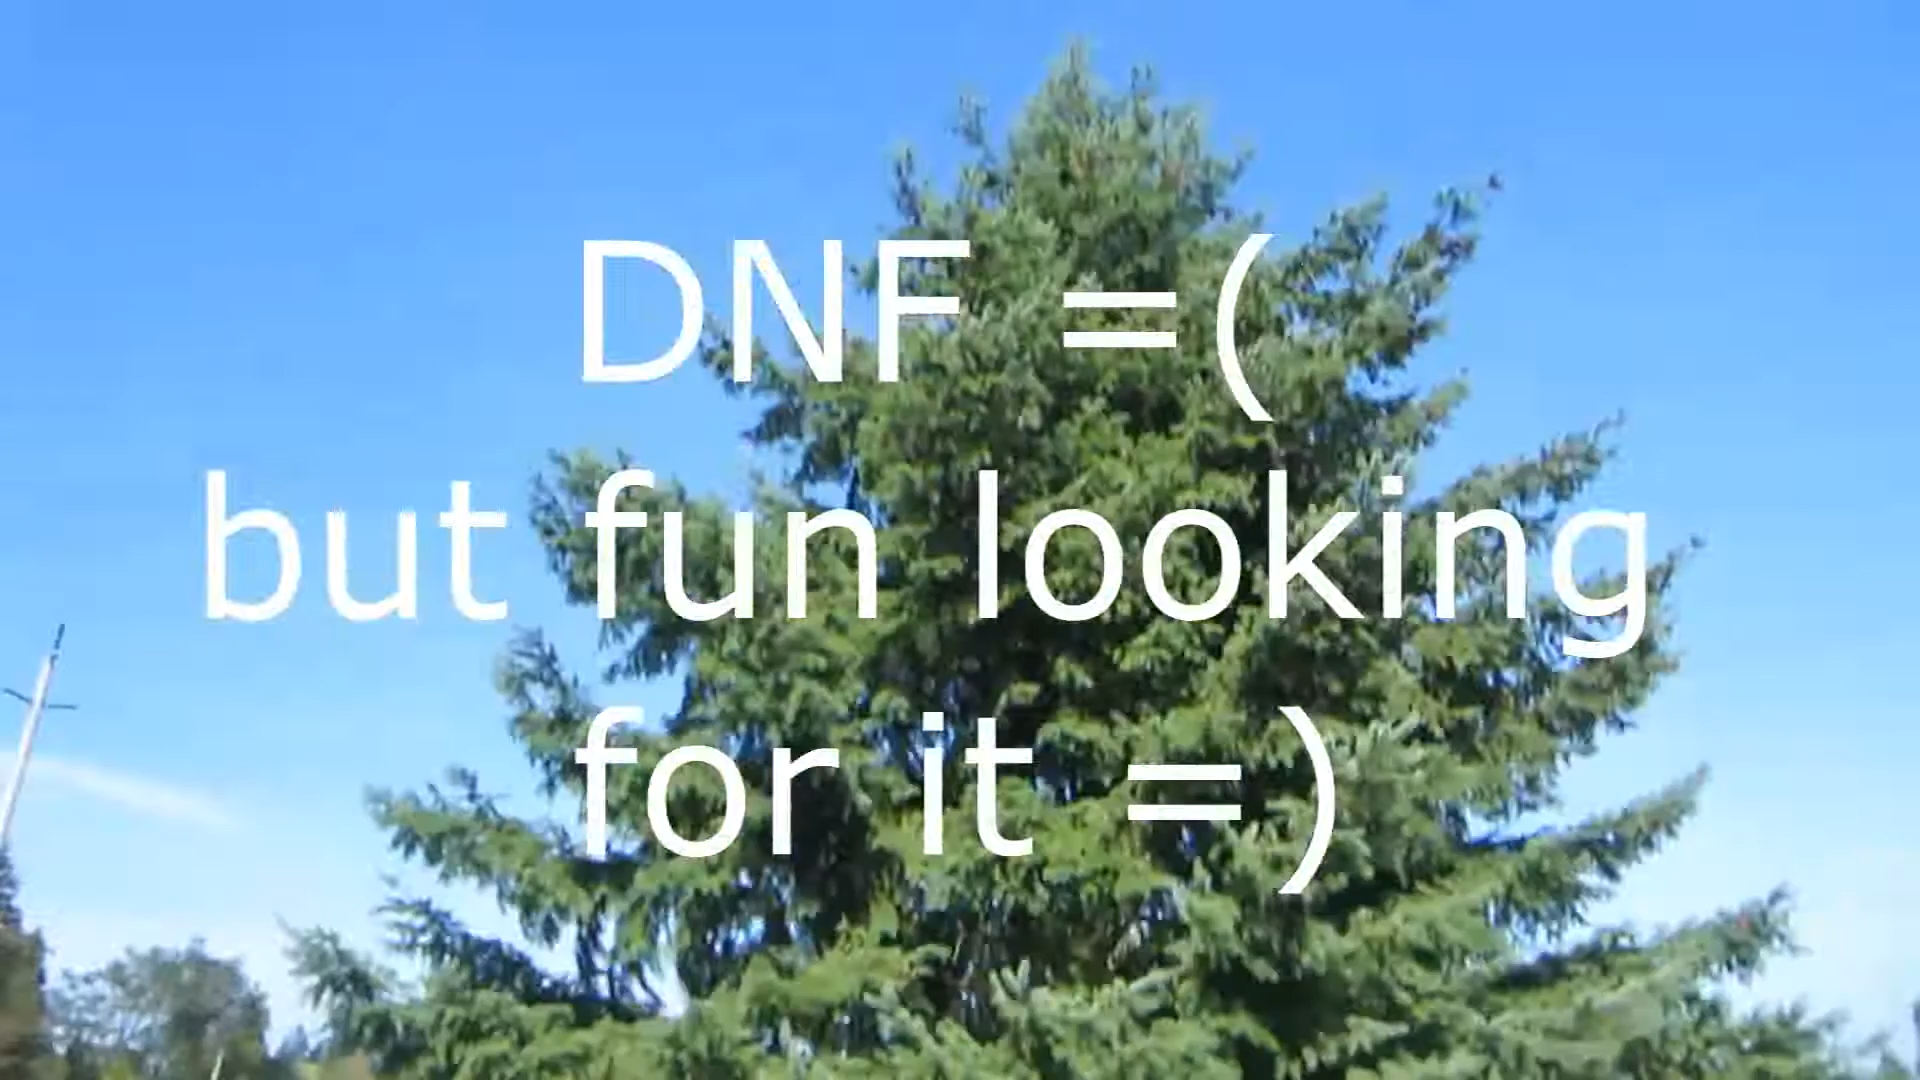 DNF =(
but fun looking
for it =)